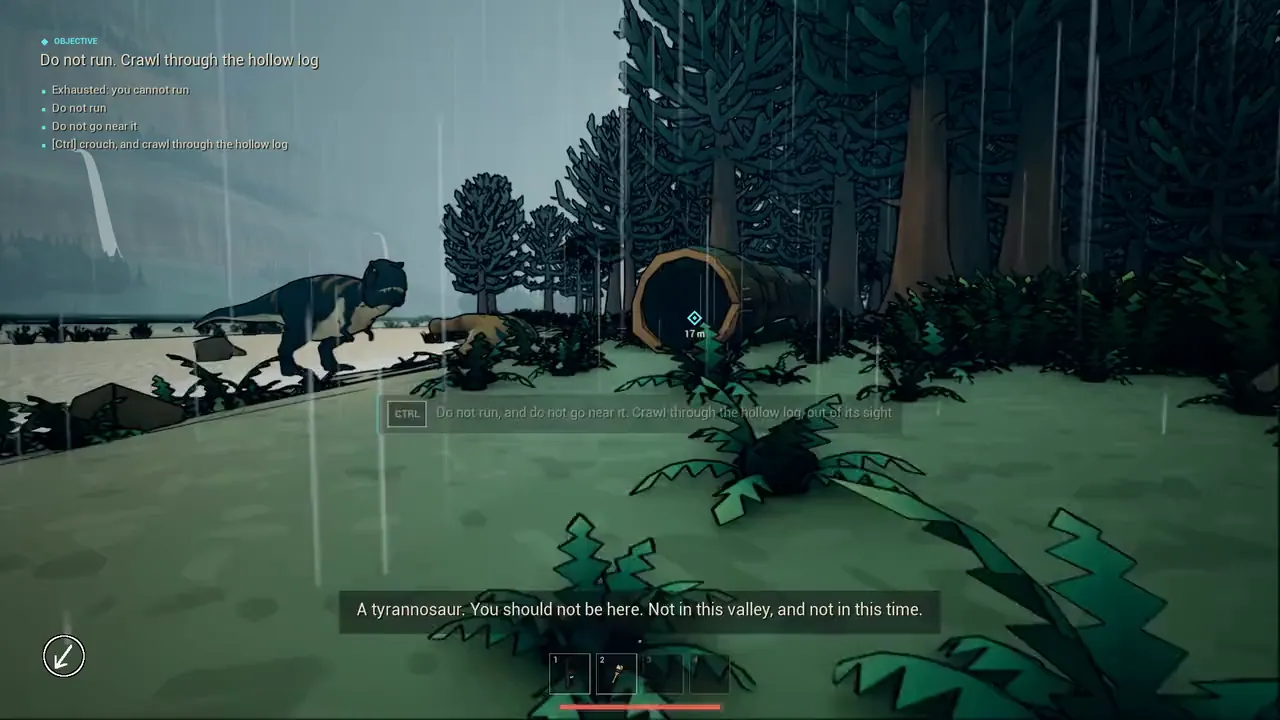 OBJECTIVE
Do not run. Crawl through the hollow log
Exhausted: you cannot run
Do not run
Do not go near it
[Ctrl] crouch, and crawl through the hollow log
17 m
CTRL Do not run, and do not go near it. Crawl through the hollow log, out of its sight
A tyrannosaur. You should not be here. Not in this valley, and not in this time.
1 2 3 4